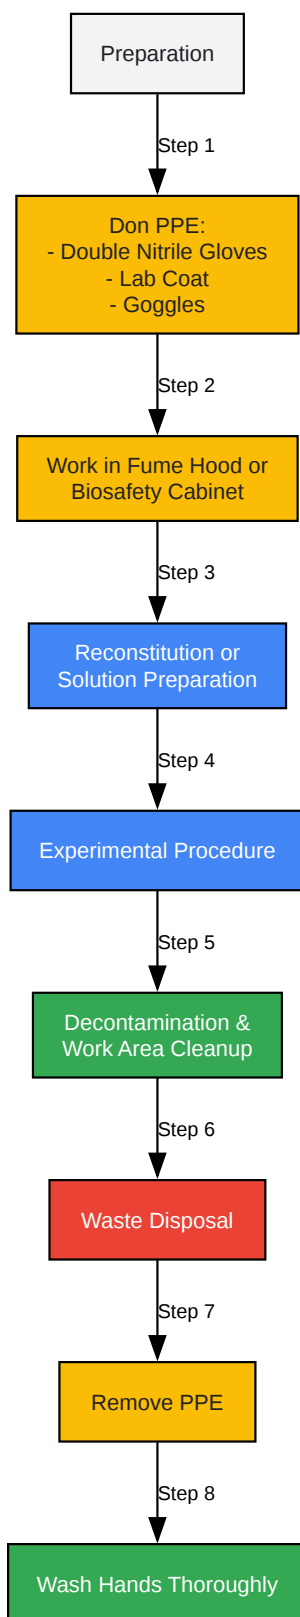 Preparation
Step 1
Don PPE:
- Double Nitrile Gloves
- Lab Coat
- Goggles
Step 2
Work in Fume Hood or
Biosafety Cabinet
Step 3
Reconstitution or
Solution Preparation
Step 4
Experimental Procedure
Step 5
Decontamination &
Work Area Cleanup
Step 6
Waste Disposal
Step 7
Remove PPE
Step 8
Wash Hands Thoroughly